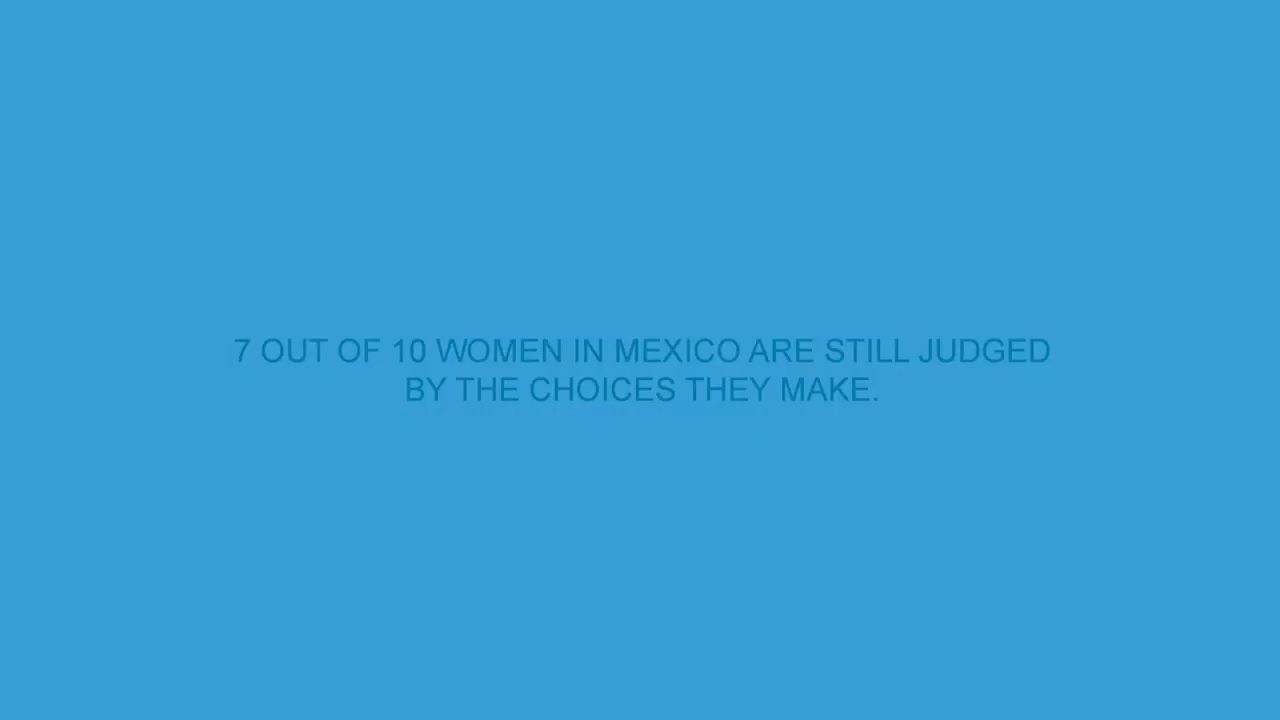 7 OUT OF 10 WOMEN IN MEXICO ARE STILL JUDGED
BY THE CHOICES THEY MAKE.